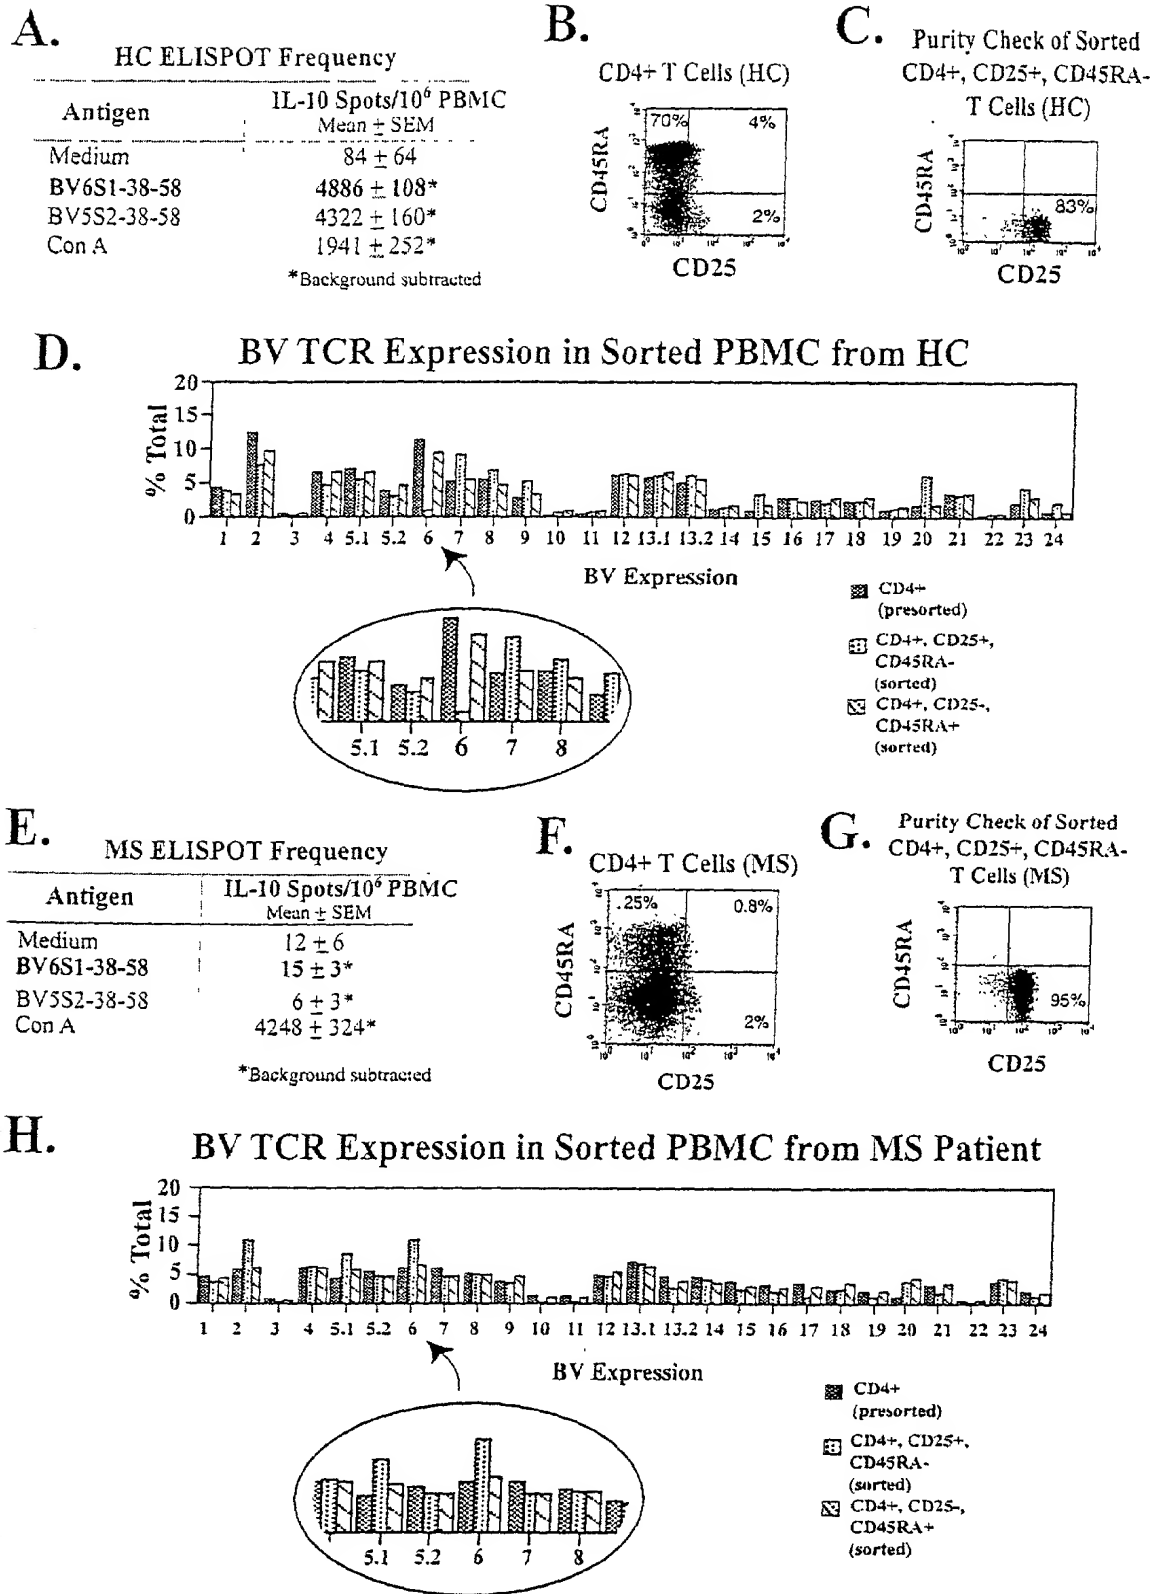 A.
HC ELISPOT Frequency
Antigen
IL-10 Spots/10⁶ PBMC
Mean ± SEM
Medium 84 ± 64
BV6S1-38-58 4886 ± 108*
BV5S2-38-58 4322 ± 160*
Con A 1941 ± 252*
*Background subtracted
B.
CD4+ T Cells (HC)
70% 4%
2%
CD45RA
CD25
C.
Purity Check of Sorted
CD4+, CD25+, CD45RA-
T Cells (HC)
83%
CD45RA
CD25
D.
BV TCR Expression in Sorted PBMC from HC
% Total
20
15
10
5
0
1 2 3 4 5.1 5.2 6 7 8 9 10 11 12 13.1 13.2 14 15 16 17 18 19 20 21 22 23 24
BV Expression
CD4+
(presorted)
CD4+, CD25+,
CD45RA-
(sorted)
CD4+, CD25-,
CD45RA+
(sorted)
5.1 5.2 6 7 8
E.
MS ELISPOT Frequency
Antigen
IL-10 Spots/10⁶ PBMC
Mean ± SEM
Medium 12 ± 6
BV6S1-38-58 15 ± 3*
BV5S2-38-58 6 ± 3*
Con A 4248 ± 324*
*Background subtracted
F.
CD4+ T Cells (MS)
.25% 0.8%
2%
CD45RA
10⁰ 10¹ 10² 10³ 10⁴
CD25
G.
Purity Check of Sorted
CD4+, CD25+, CD45RA-
T Cells (MS)
95%
CD45RA
10⁰ 10¹ 10² 10³ 10⁴
CD25
H.
BV TCR Expression in Sorted PBMC from MS Patient
% Total
20
15
10
5
0
1 2 3 4 5.1 5.2 6 7 8 9 10 11 12 13.1 13.2 14 15 16 17 18 19 20 21 22 23 24
BV Expression
CD4+
(presorted)
CD4+, CD25+,
CD45RA-
(sorted)
CD4+, CD25-,
CD45RA+
(sorted)
5.1 5.2 6 7 8